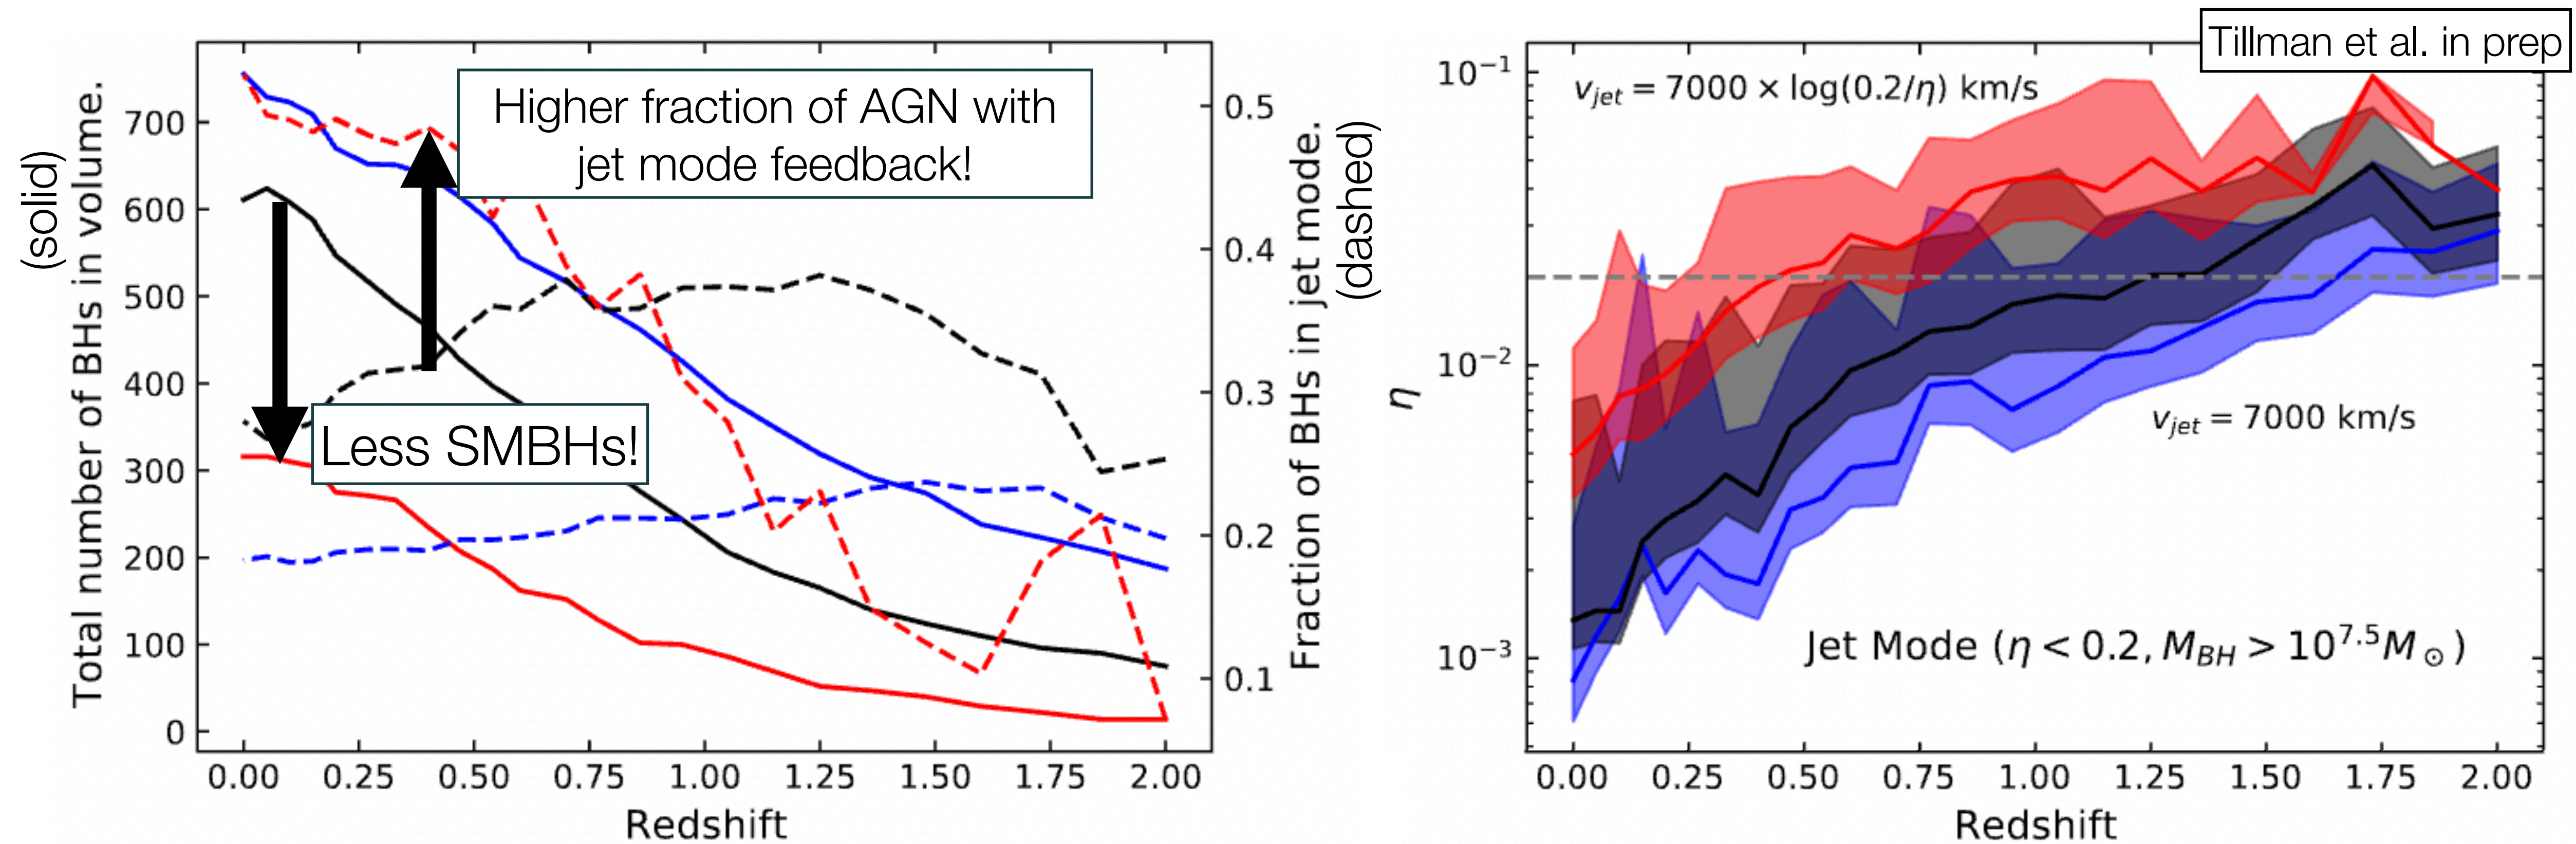 (solid)
Total number of BHs in volume.
700
600
500
400
300
200
100
0
Higher fraction of AGN with
jet mode feedback!
Less SMBHs!
0.5
0.4
0.3
0.2
0.1
Fraction of BHs in jet mode.
(dashed)
0.00 0.25 0.50 0.75 1.00 1.25 1.50 1.75 2.00
Redshift
Tillman et al. in prep
v_jet = 7000 × log(0.2/η) km/s
10⁻¹
10⁻²
10⁻³
η
v_jet = 7000 km/s
Jet Mode (η < 0.2, M_BH > 10^7.5 M_⊙)
0.00 0.25 0.50 0.75 1.00 1.25 1.50 1.75 2.00
Redshift